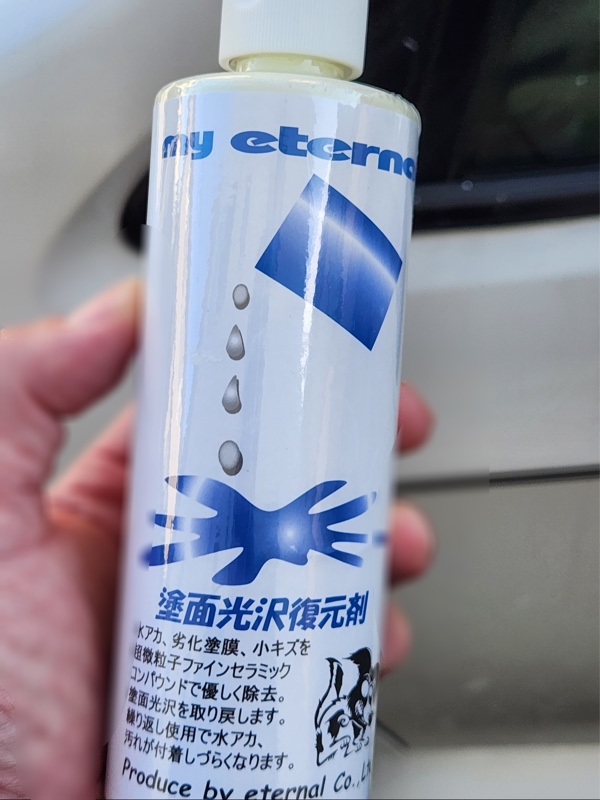 my eterna
塗面光沢復元剤
水アカ、劣化塗膜、小キズを
超微粒子ファインセラミック
コンパウンドで優しく除去。
塗面光沢を取り戻します。
繰り返し使用で水アカ、
汚れが付着しづらくなります。
Produce by eternal Co.,Lt